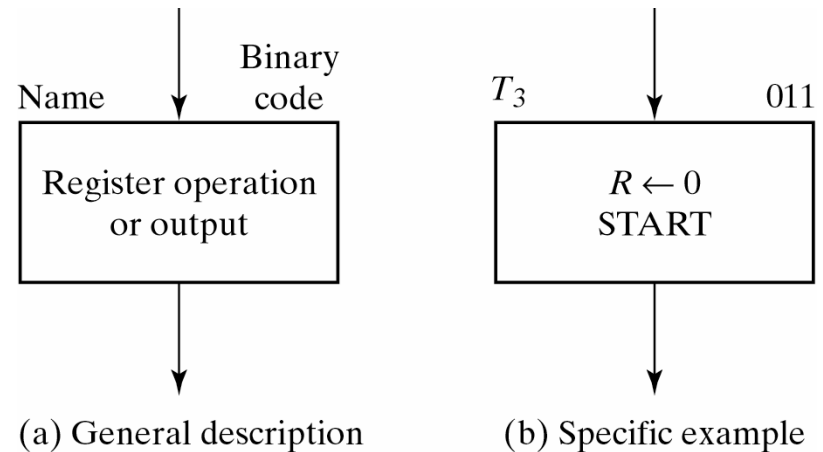 Name
Binary
code
Register operation
or output
(a) General description
T3
011
R ← 0
START
(b) Specific example